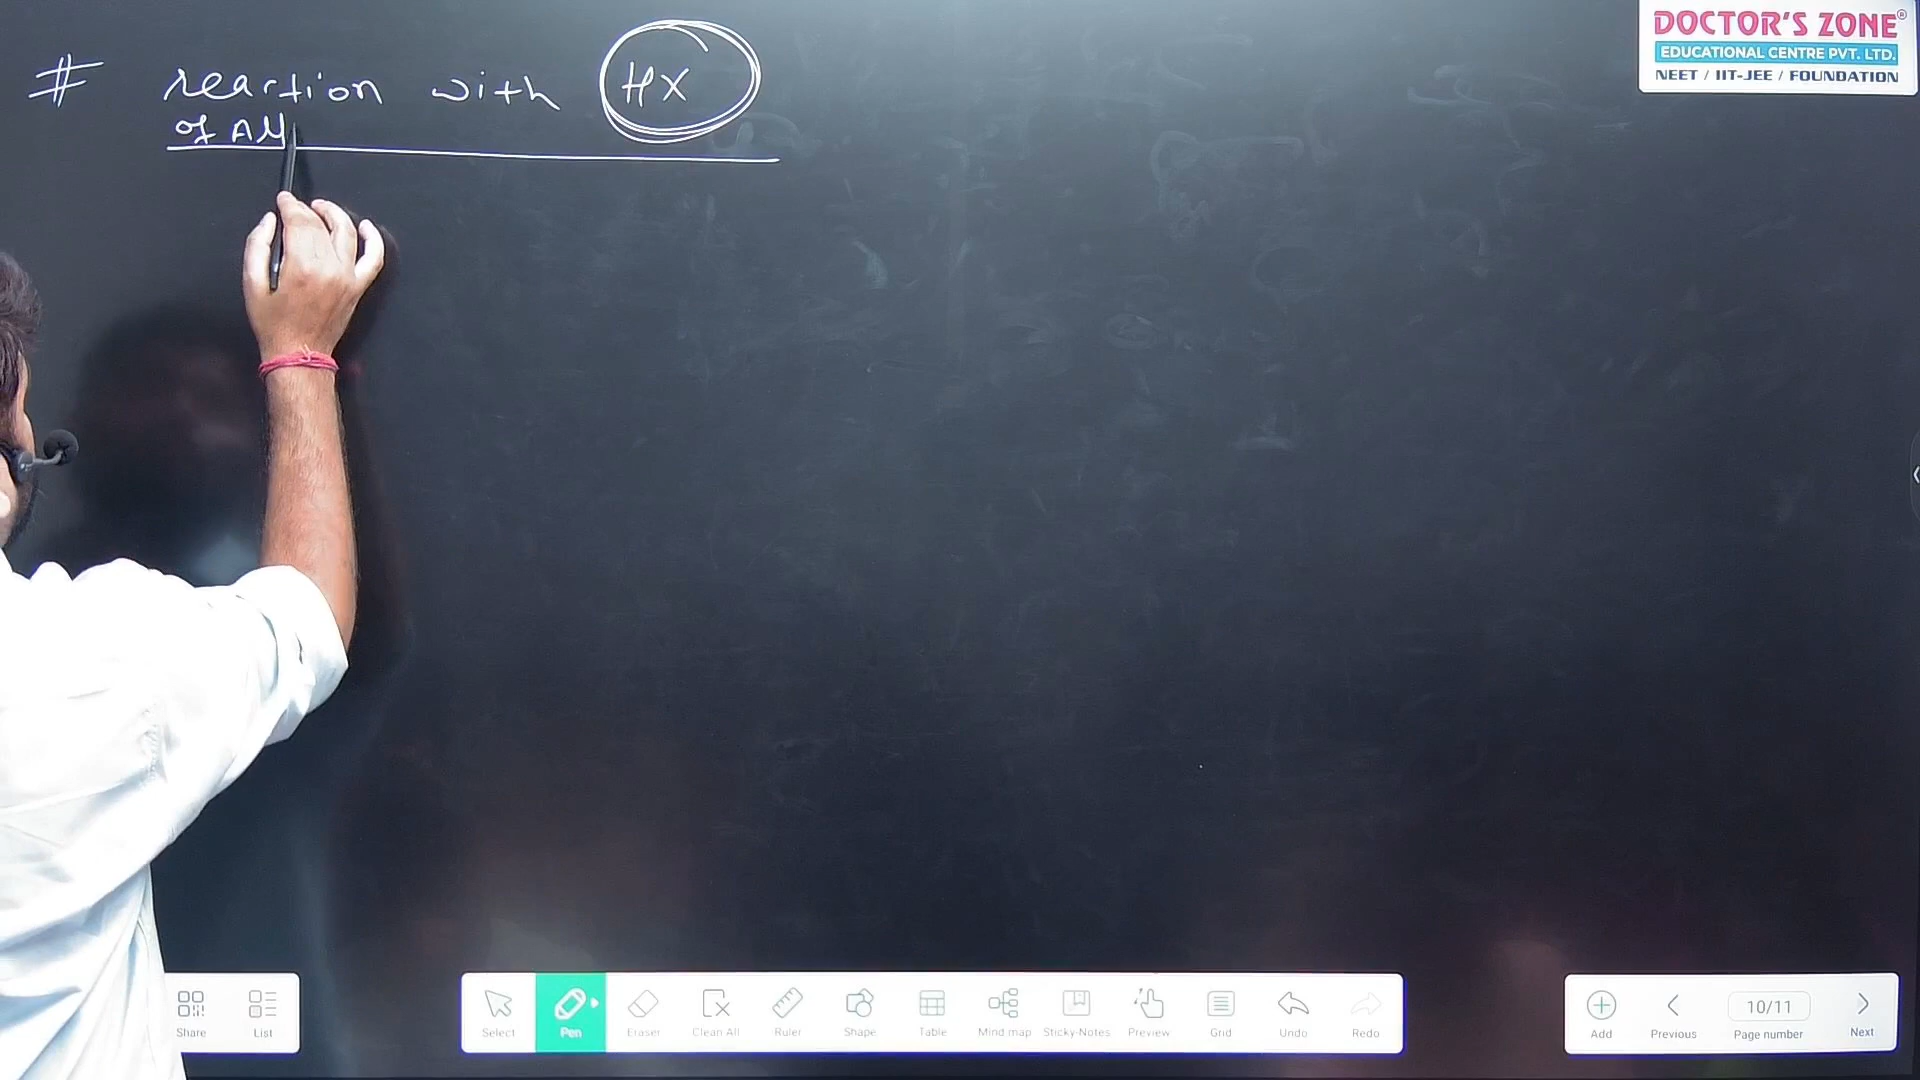 DOCTOR'S ZONE®
EDUCATIONAL CENTRE PVT. LTD.
NEET / IIT-JEE / FOUNDATION
# reaction with HX
of
Share
List
Select
Pen
Eraser
Clean All
Ruler
Shape
Table
Mind map
Sticky-Notes
Preview
Grid
Undo
Redo
Add
Previous
10/11
Page number
Next